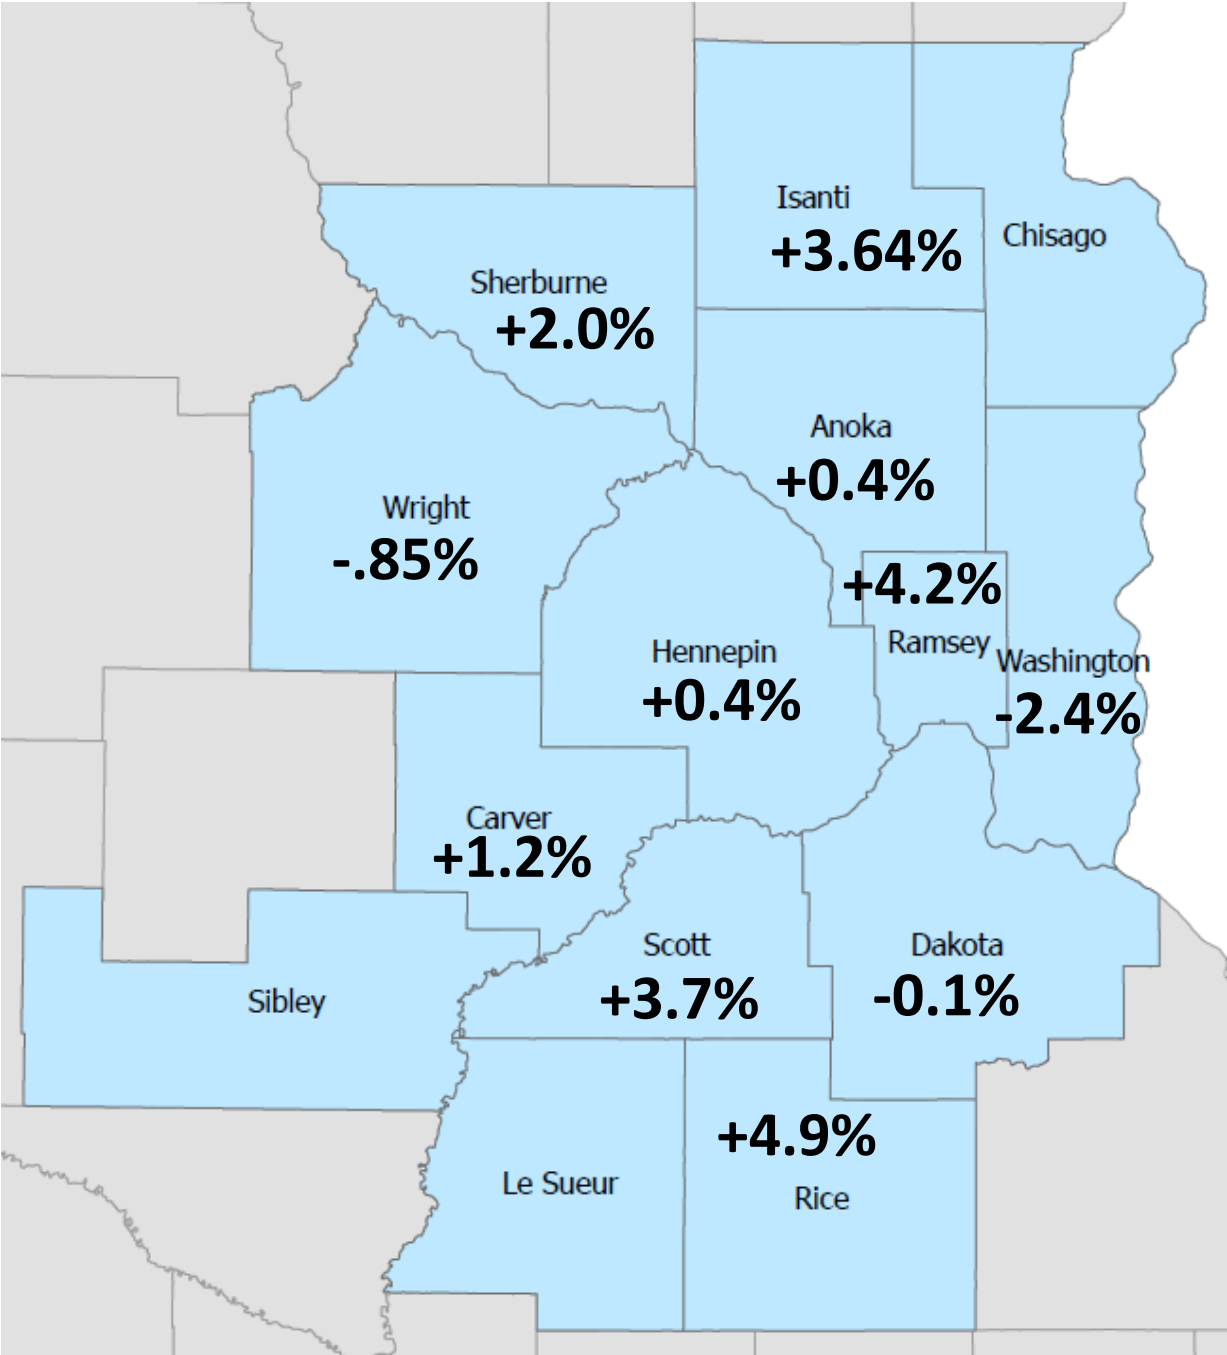 Isanti
+3.64%
Chisago
Sherburne
+2.0%
Anoka
+0.4%
Wright
-.85%
+4.2%
Ramsey
Hennepin
+0.4%
Washington
-2.4%
Carver
+1.2%
Scott
+3.7%
Dakota
-0.1%
Sibley
+4.9%
Rice
Le Sueur